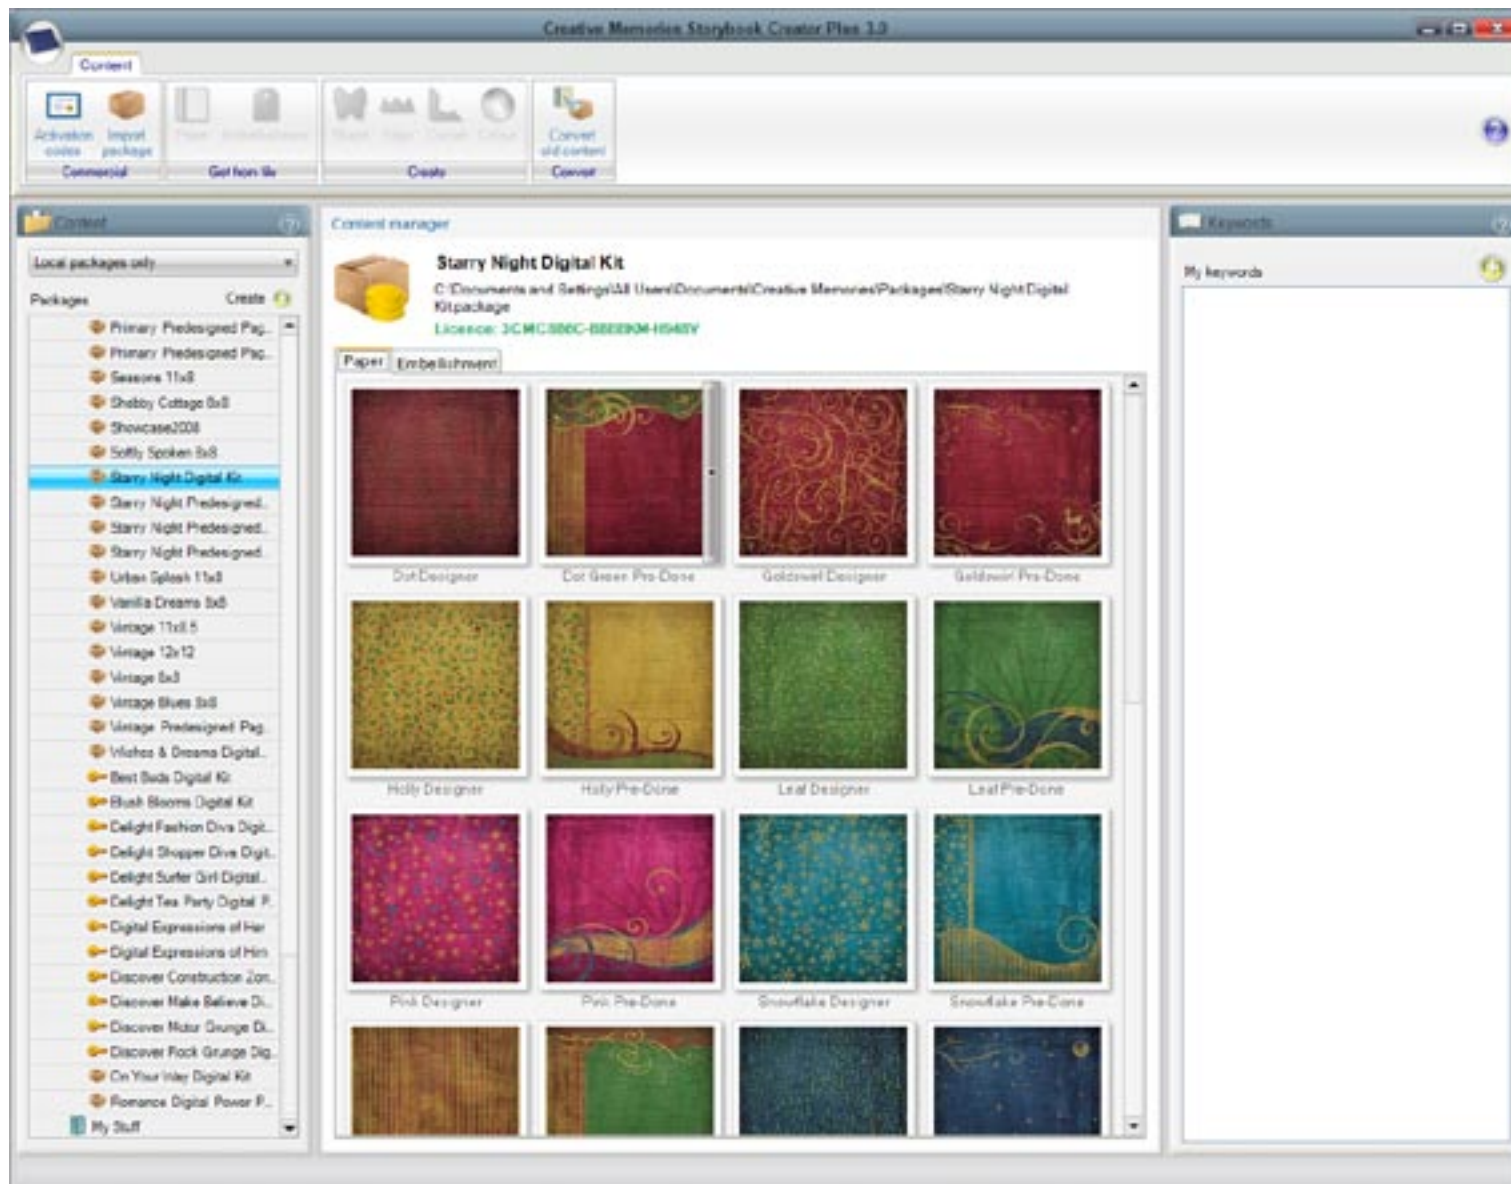 Creative Memories Storybook Creator Plus 3.0
Content
Activation codes
Import package
Convert old content
Commercial
Get from file
Create
Convert
Content
Local packages only
Packages
Create
Primary Predesigned Pag...
Primary Predesigned Pag...
Seasons 11x8
Shabby Cottage 8x8
Showcase2008
Softly Spoken 8x8
Starry Night Digital Kit
Starry Night Predesigned...
Starry Night Predesigned...
Starry Night Predesigned...
Urban Splash 11x8
Vanilla Dreams 8x8
Vintage 11x8.5
Vintage 12x12
Vintage 8x8
Vintage Blues 8x8
Vintage Predesigned Pag...
Wishes & Dreams Digital...
Best Buds Digital Kit
Blush Blooms Digital Kit
Delight Fashion Diva Digit...
Delight Shopper Diva Digit...
Delight Surfer Girl Digital...
Delight Tea Party Digital P...
Digital Expressions of Her
Digital Expressions of Him
Discover Construction Zon...
Discover Make Believe Di...
Discover Motor Grunge Di...
Discover Rock Grunge Dig...
On Your Way Digital Kit
Romance Digital Power P...
My Stuff
Content manager
Starry Night Digital Kit
C:\Documents and Settings\All Users\Documents\Creative Memories\Packages\Starry Night Digital
Kit.package
Licence:
Paper
Embellishment
Dot Designer
Dot Green Pre-Done
Goldswirl Designer
Goldswirl Pre-Done
Holly Designer
Holly Pre-Done
Leaf Designer
Leaf Pre-Done
Pink Designer
Pink Pre-Done
Snowflake Designer
Snowflake Pre-Done
Keywords
My keywords